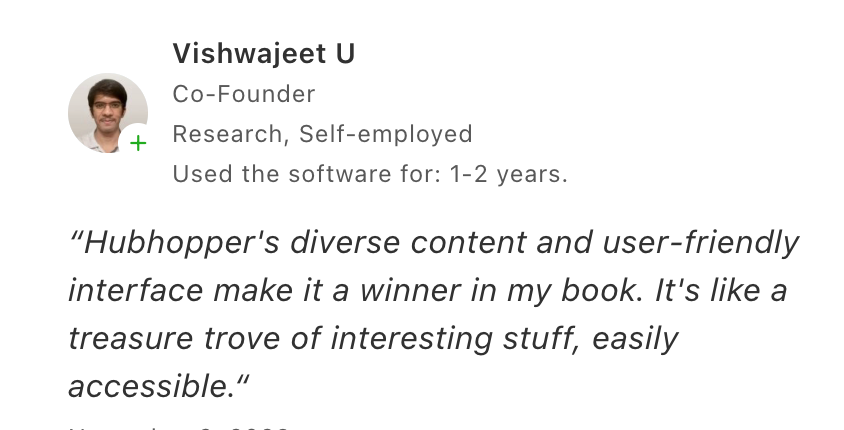 Vishwajeet U
Co-Founder
Research, Self-employed
Used the software for: 1-2 years.
“Hubhopper's diverse content and user-friendly
interface make it a winner in my book. It's like a
treasure trove of interesting stuff, easily
accessible.“